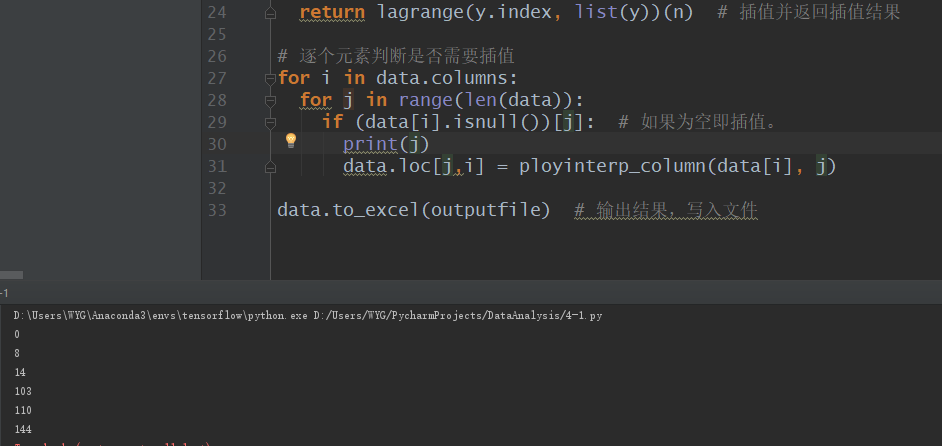 24 return lagrange(y.index, list(y))(n)  # 插值并返回插值结果
25
26 # 逐个元素判断是否需要插值
27 for i in data.columns:
28 for j in range(len(data)):
29 if (data[i].isnull())[j]:  # 如果为空即插值。
30 print(j)
31 data.loc[j,i] = ployinterp_column(data[i], j)
32
33 data.to_excel(outputfile)  # 输出结果，写入文件
-1
D:\Users\WYG\Anaconda3\envs\tensorflow\python.exe D:/Users/WYG/PycharmProjects/DataAnalysis/4-1.py
0
8
14
103
110
144